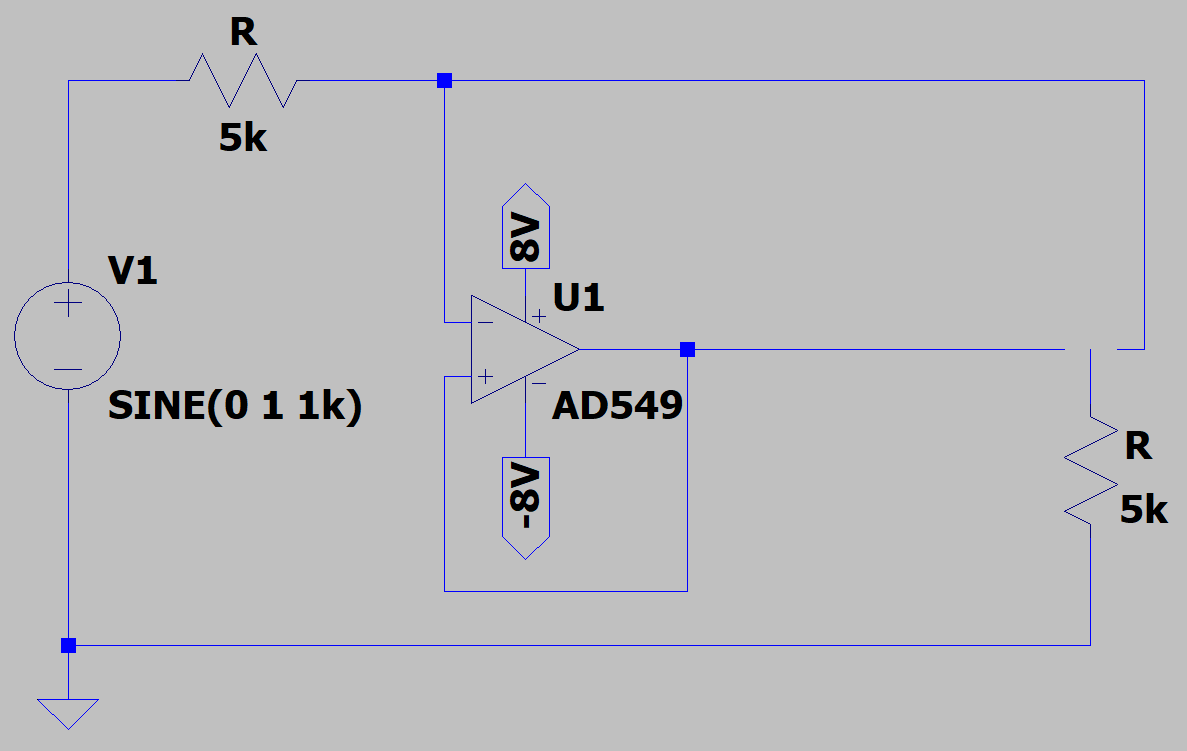 R
5k
8V
V1
U1
SINE(0 1 1k)
AD549
R
-8V
5k